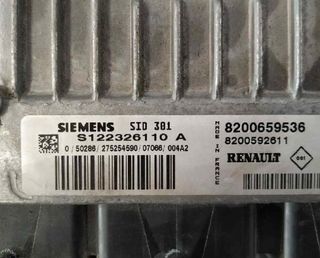 SIEMENS SID 301
S122326110 A
0/50286/275254590/07066/004A2
MADE IN FRANCE
8200659536
8200592611
RENAULT